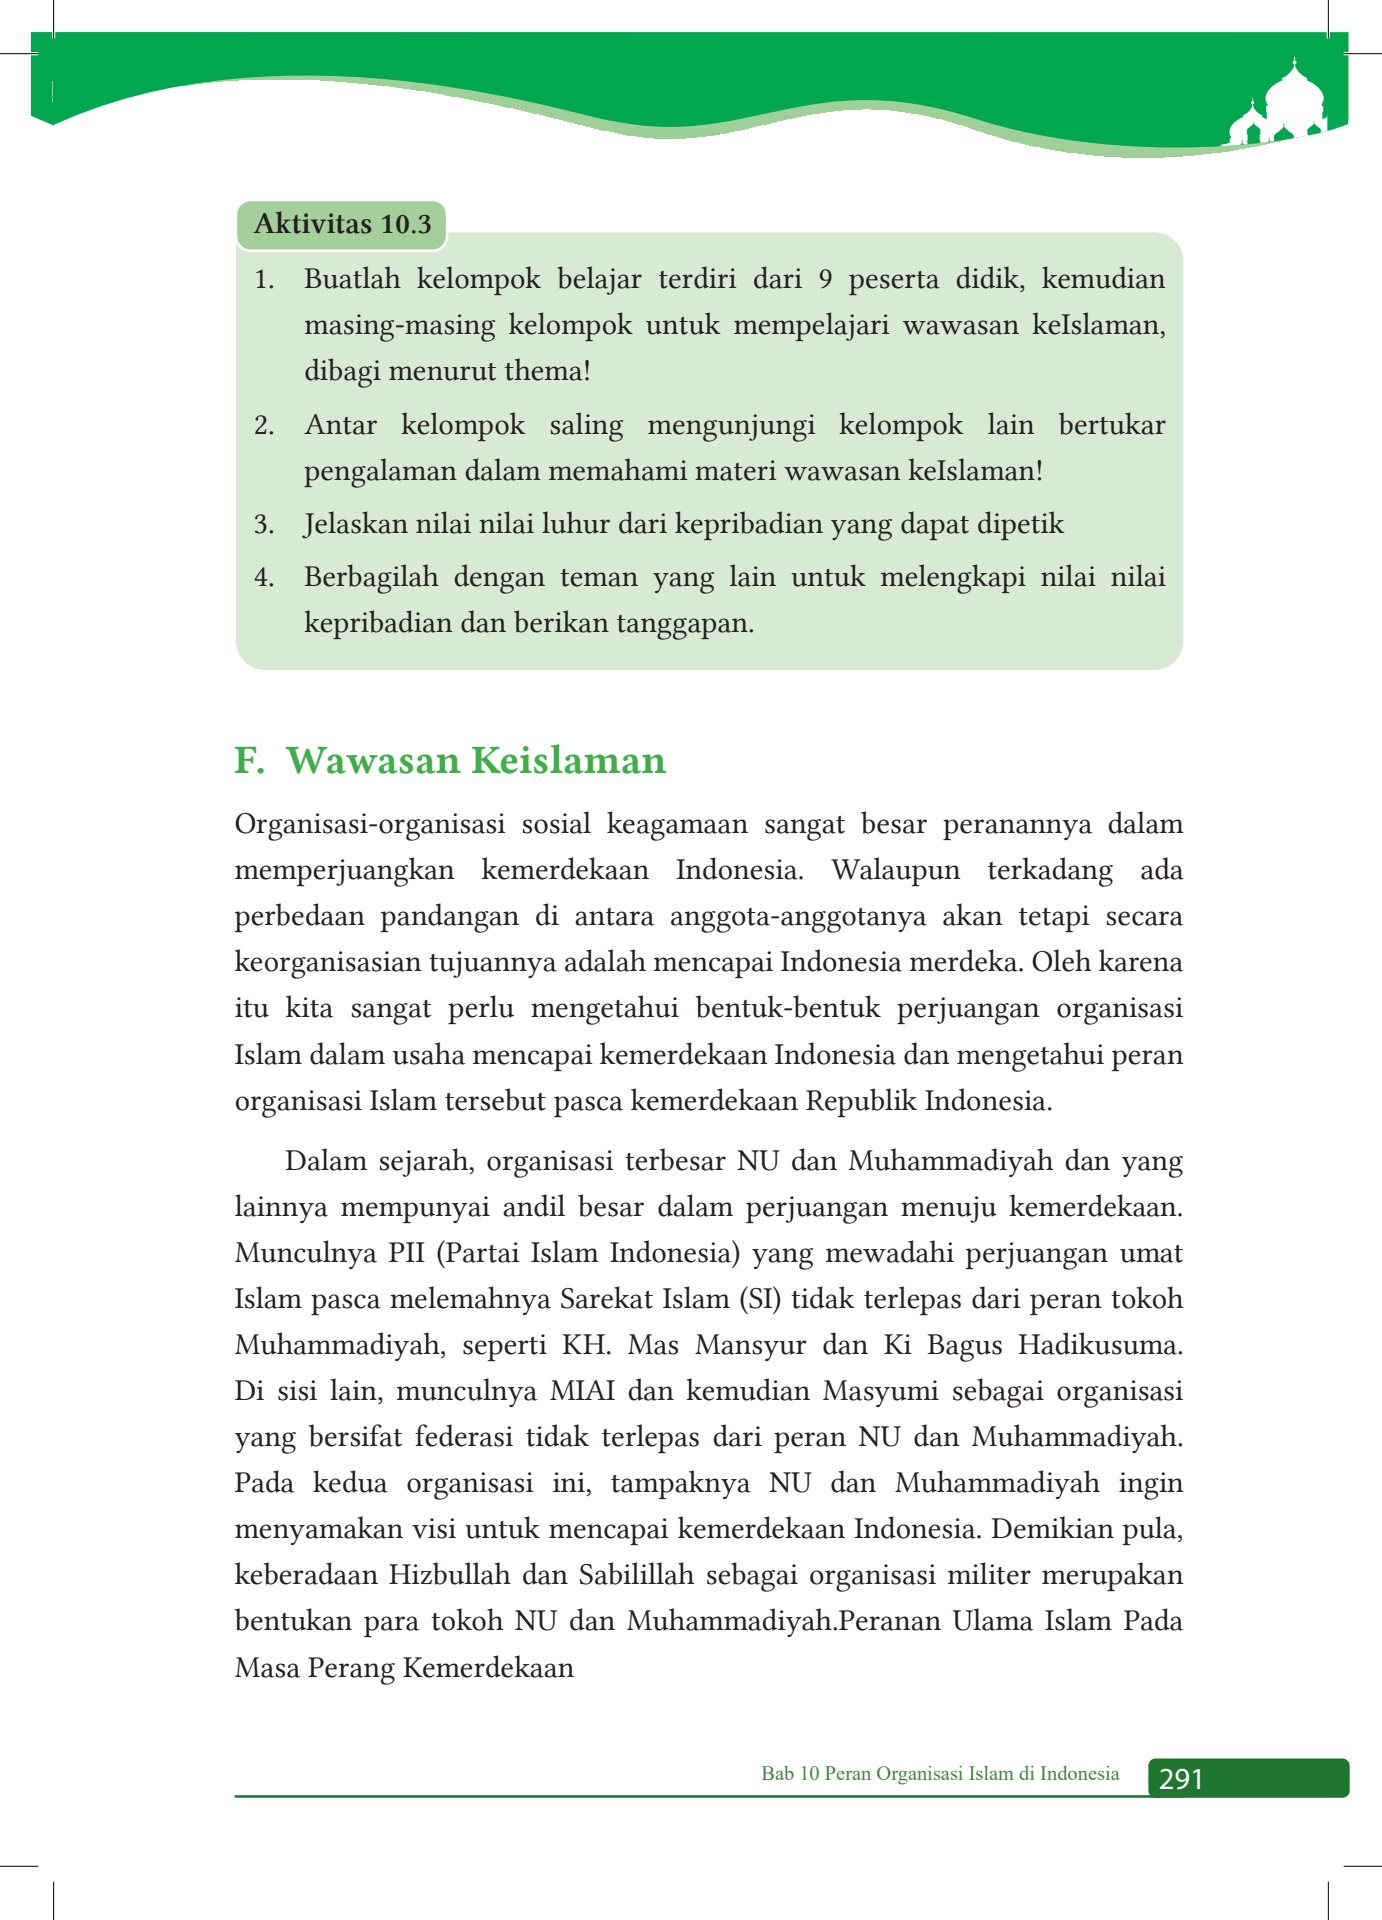 Aktivitas 10.3
1. Buatlah kelompok belajar terdiri dari 9 peserta didik, kemudian
masing-masing kelompok untuk mempelajari wawasan keIslaman,
dibagi menurut thema!
2. Antar kelompok saling mengunjungi kelompok lain bertukar
pengalaman dalam memahami materi wawasan keIslaman!
3. Jelaskan nilai nilai luhur dari kepribadian yang dapat dipetik
4. Berbagilah dengan teman yang lain untuk melengkapi nilai nilai
kepribadian dan berikan tanggapan.
F. Wawasan Keislaman
Organisasi-organisasi sosial keagamaan sangat besar peranannya dalam
memperjuangkan kemerdekaan Indonesia. Walaupun terkadang ada
perbedaan pandangan di antara anggota-anggotanya akan tetapi secara
keorganisasian tujuannya adalah mencapai Indonesia merdeka. Oleh karena
itu kita sangat perlu mengetahui bentuk-bentuk perjuangan organisasi
Islam dalam usaha mencapai kemerdekaan Indonesia dan mengetahui peran
organisasi Islam tersebut pasca kemerdekaan Republik Indonesia.
Dalam sejarah, organisasi terbesar NU dan Muhammadiyah dan yang
lainnya mempunyai andil besar dalam perjuangan menuju kemerdekaan.
Munculnya PII (Partai Islam Indonesia) yang mewadahi perjuangan umat
Islam pasca melemahnya Sarekat Islam (SI) tidak terlepas dari peran tokoh
Muhammadiyah, seperti KH. Mas Mansyur dan Ki Bagus Hadikusuma.
Di sisi lain, munculnya MIAI dan kemudian Masyumi sebagai organisasi
yang bersifat federasi tidak terlepas dari peran NU dan Muhammadiyah.
Pada kedua organisasi ini, tampaknya NU dan Muhammadiyah ingin
menyamakan visi untuk mencapai kemerdekaan Indonesia. Demikian pula,
keberadaan Hizbullah dan Sabilillah sebagai organisasi militer merupakan
bentukan para tokoh NU dan Muhammadiyah.Peranan Ulama Islam Pada
Masa Perang Kemerdekaan
Bab 10 Peran Organisasi Islam di Indonesia
291